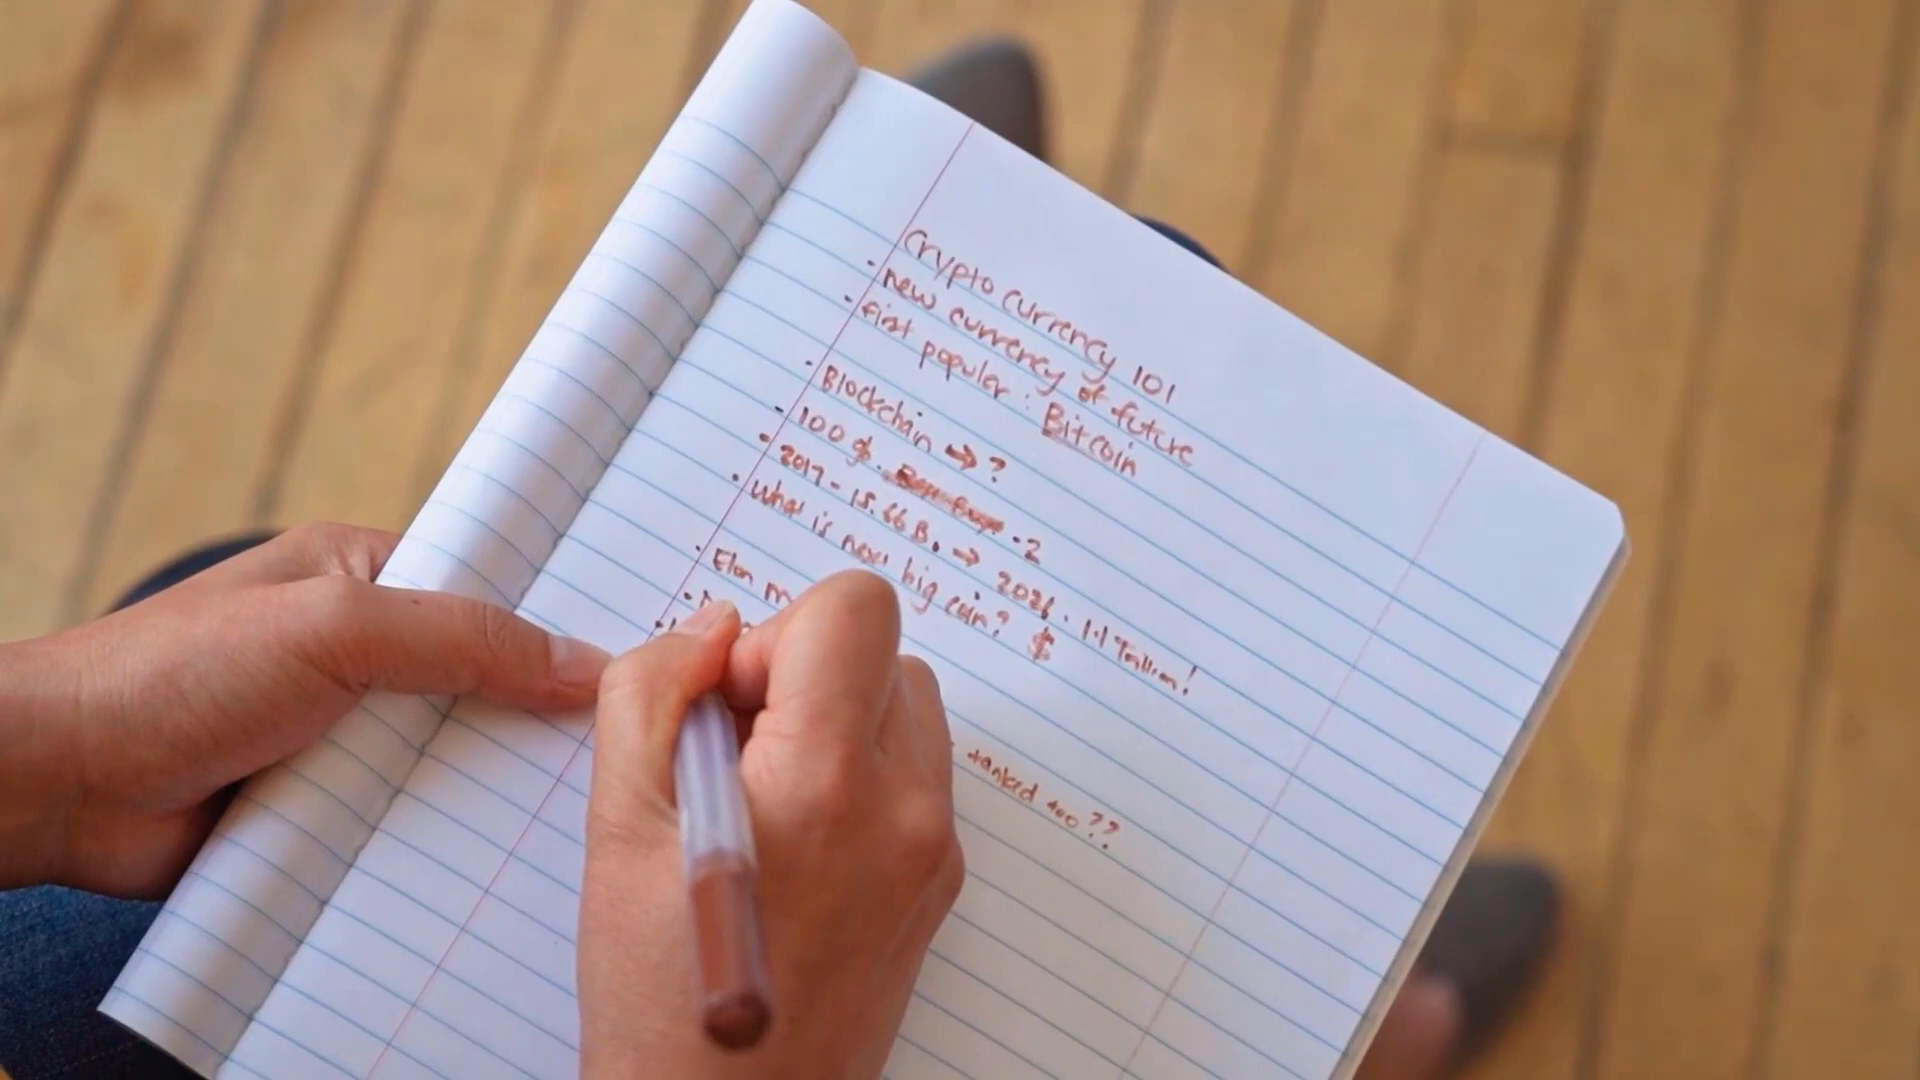 Crypto currency 101
• new currency of future
• first popular : Bitcoin
• Blockchain → ?
• 100 $. • 2
• 2017 - 15.66 B. → 2021 • 1.1 Trillion!
• What is next big coin? $
• Elon
tanked too ??